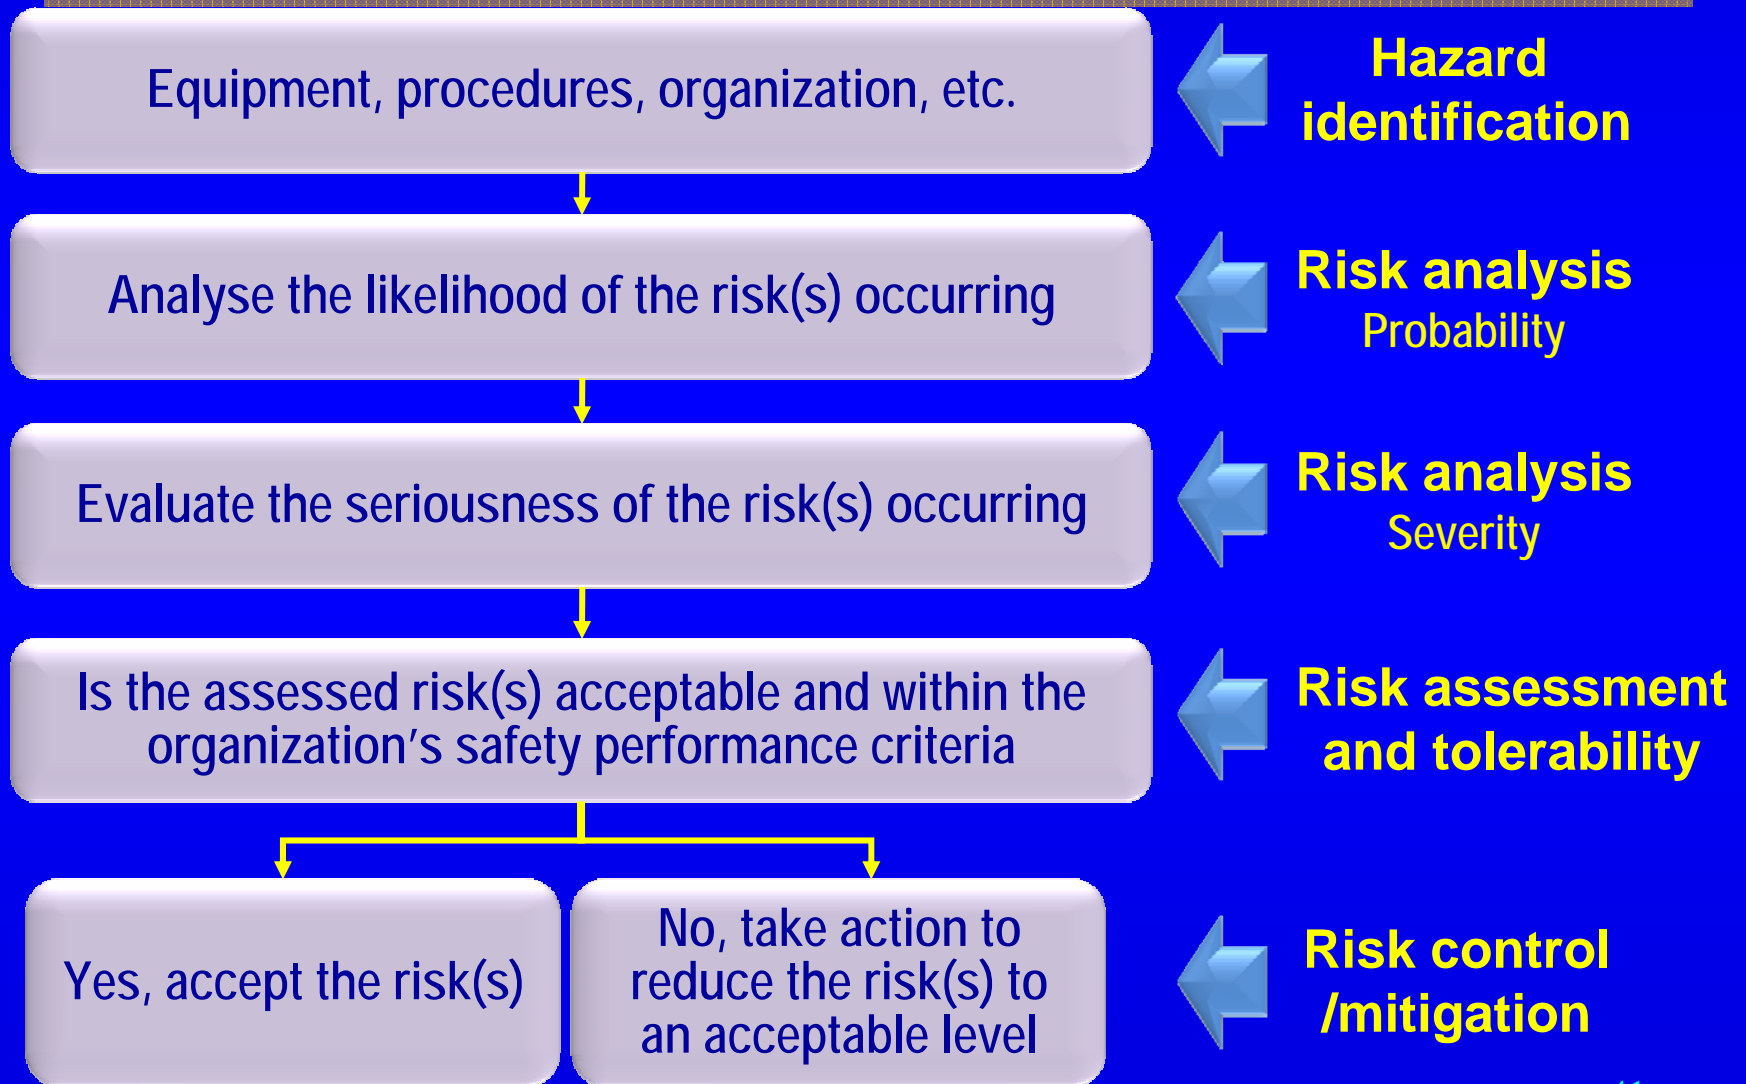 Equipment, procedures, organization, etc.
Hazard
identification
Analyse the likelihood of the risk(s) occurring
Risk analysis
Probability
Evaluate the seriousness of the risk(s) occurring
Risk analysis
Severity
Is the assessed risk(s) acceptable and within the
organization's safety performance criteria
Risk assessment
and tolerability
Yes, accept the risk(s)
No, take action to
reduce the risk(s) to
an acceptable level
Risk control
/mitigation